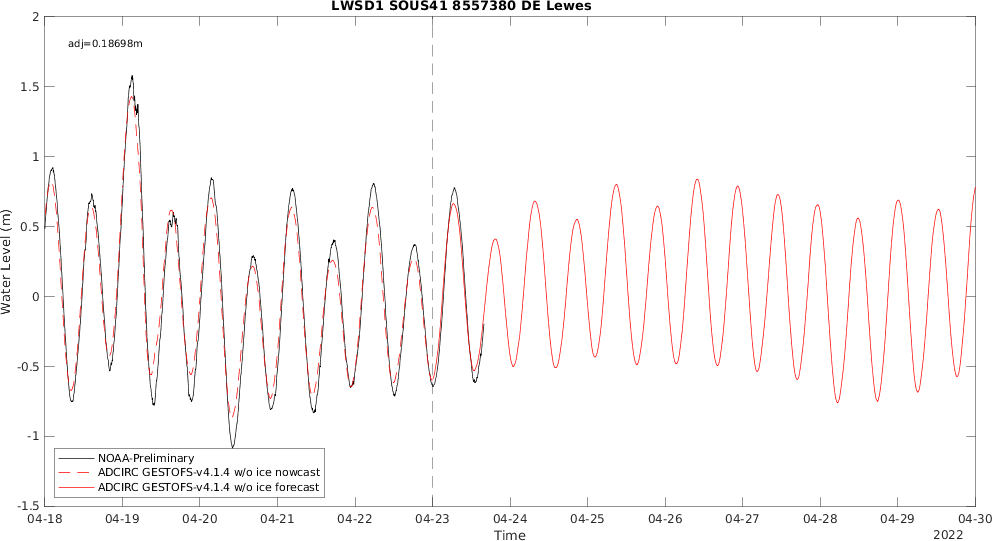 LWSD1 SOUS41 8557380 DE Lewes
adj=0.18698m
2
1.5
1
0.5
0
-0.5
-1
-1.5
Water Level (m)
NOAA-Preliminary
ADCIRC GESTOFS-v4.1.4 w/o ice nowcast
ADCIRC GESTOFS-v4.1.4 w/o ice forecast
04-18 04-19 04-20 04-21 04-22 04-23 04-24 04-25 04-26 04-27 04-28 04-29 04-30
Time
2022